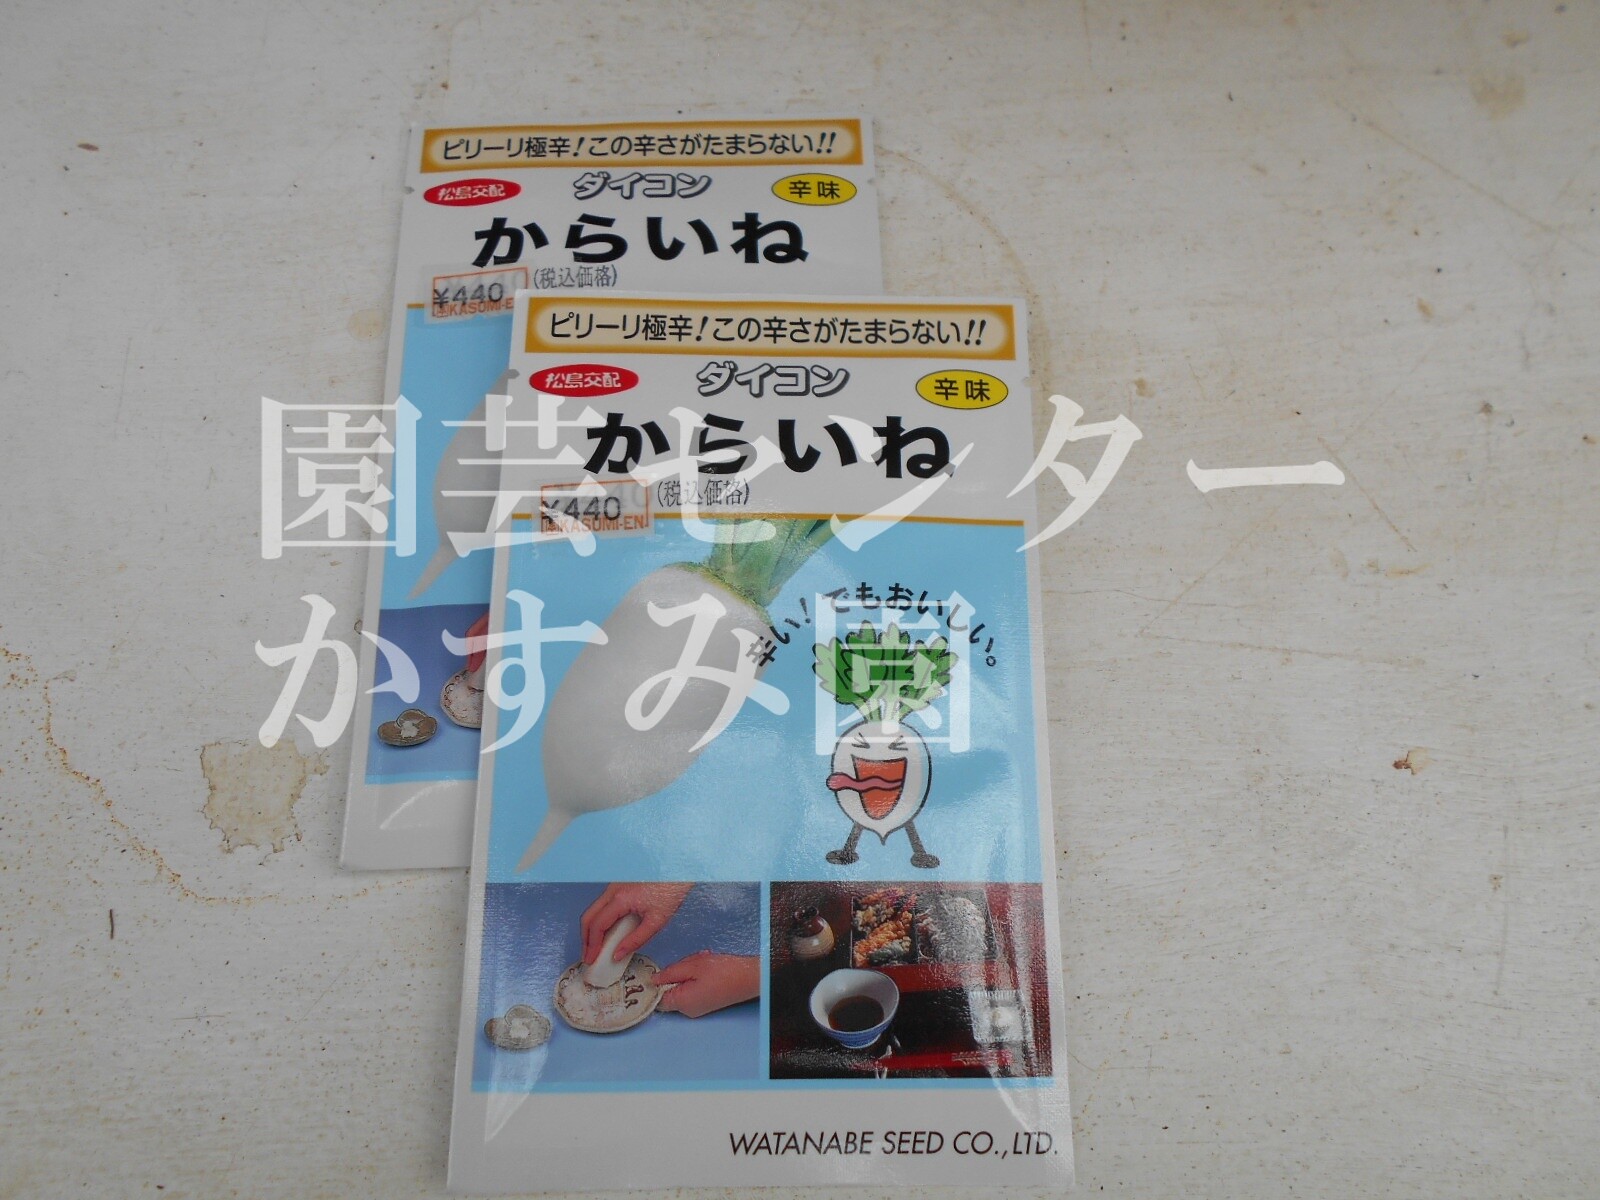 ピリーリ極辛!この辛さがたまらない!!
松島交配
ダイコン
辛味
からいね
(税込価格)
¥440
KASUMI-E
ピリーリ極辛!この辛さがたまらない!!
松島交配
ダイコン
辛味
からいね
(税込価格)
¥440
KASUMI-EN
辛い!でもおいしい。
WATANABE SEED CO.,LTD.
園芸センター
かすみ園